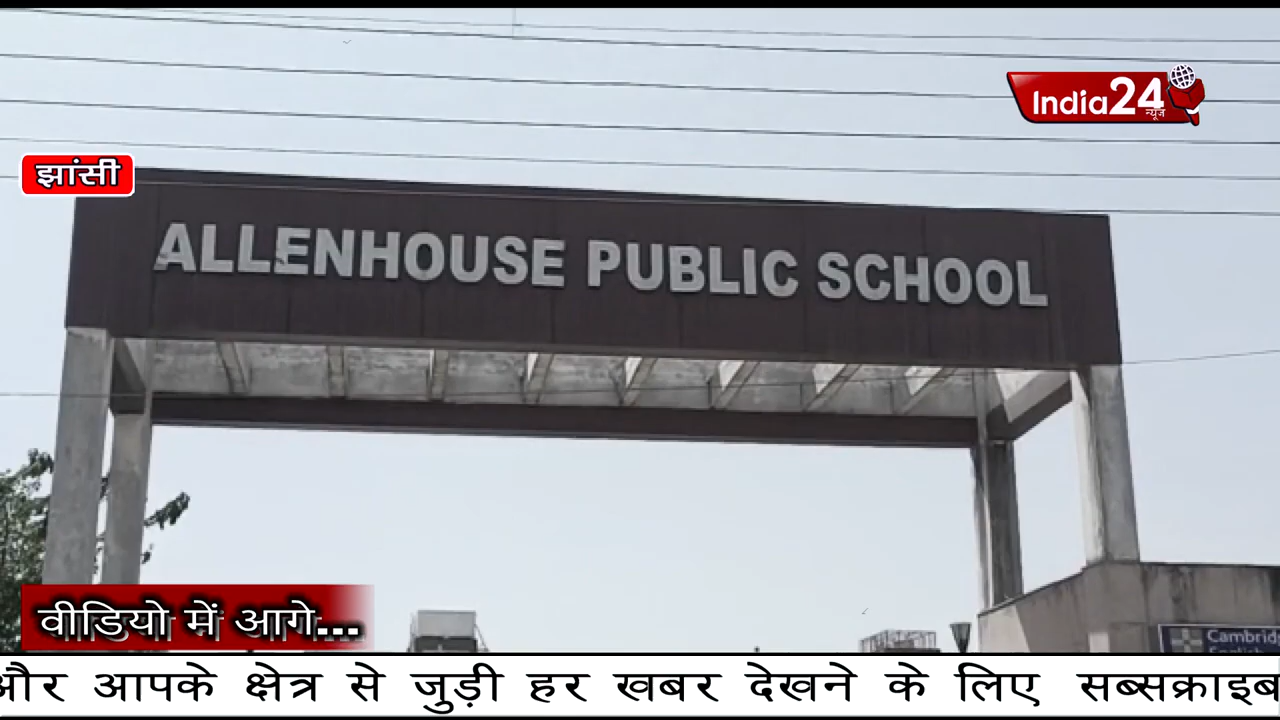 India24
न्यूज
झांसी
ALLENHOUSE PUBLIC SCHOOL
वीडियो में आगे...
और आपके क्षेत्र से जुड़ी हर खबर देखने के लिए सब्सक्राइब